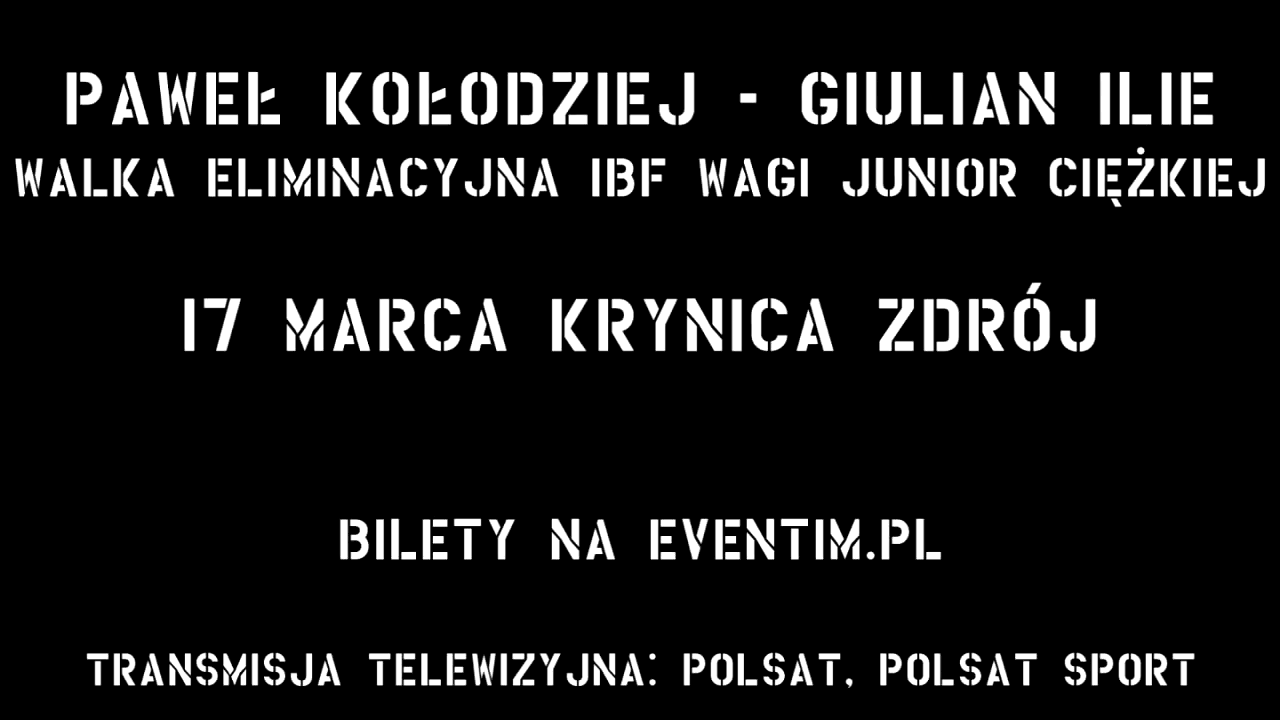 PAWEŁ KOŁODZIEJ - GIULIAN ILIE
WALKA ELIMINACYJNA IBF WAGI JUNIOR CIĘŻKIEJ
17 MARCA KRYNICA ZDRÓJ
BILETY NA EVENTIM.PL
TRANSMISJA TELEWIZYJNA: POLSAT, POLSAT SPORT